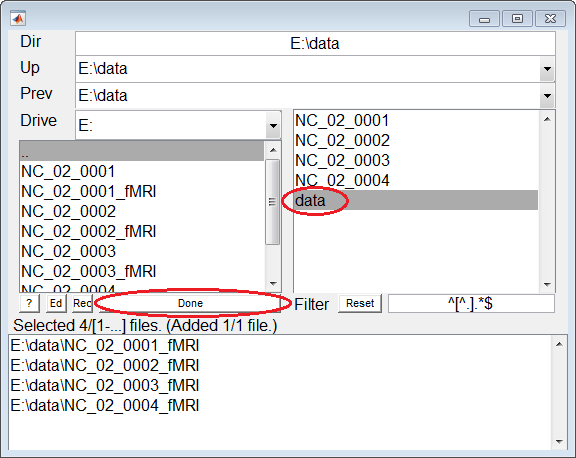 Dir E:\data
Up E:\data
Prev E:\data
Drive E:
..
NC_02_0001
NC_02_0001_fMRI
NC_02_0002
NC_02_0002_fMRI
NC_02_0003
NC_02_0003_fMRI
NC_02_0004
NC_02_0001
NC_02_0002
NC_02_0003
NC_02_0004
data
? Ed Rec Done Filter Reset ^[^.].*$
Selected 4/[1-...] files. (Added 1/1 file.)
E:\data\NC_02_0001_fMRI
E:\data\NC_02_0002_fMRI
E:\data\NC_02_0003_fMRI
E:\data\NC_02_0004_fMRI